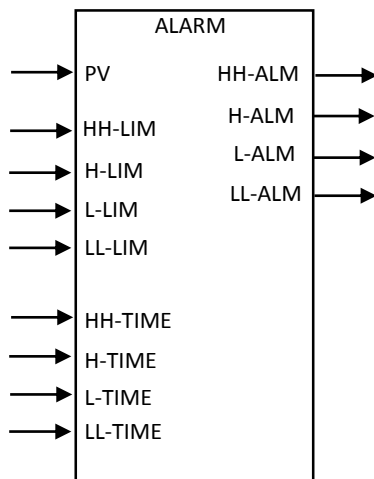 ALARM
PV
HH-LIM
H-LIM
L-LIM
LL-LIM
HH-TIME
H-TIME
L-TIME
LL-TIME
HH-ALM
H-ALM
L-ALM
LL-ALM